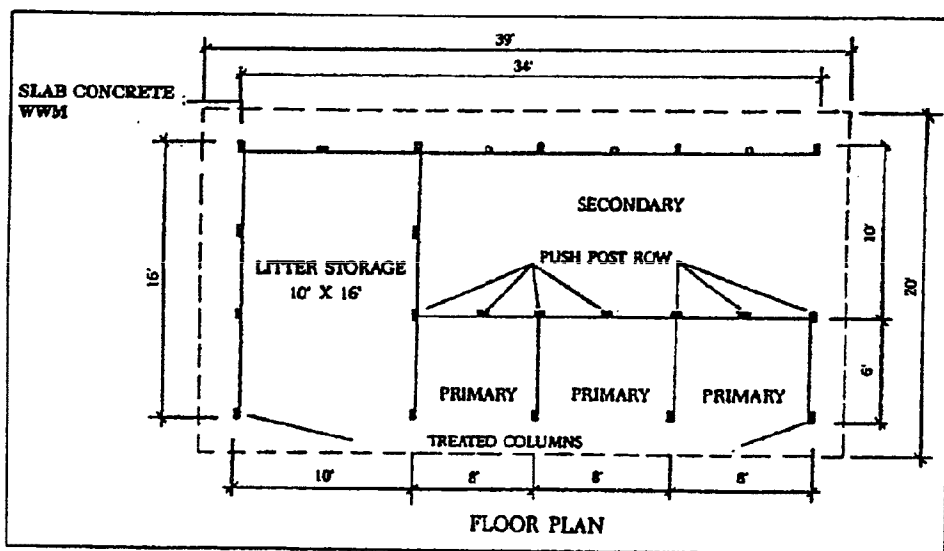 39'
34'
SLAB CONCRETE
WWM
SECONDARY
10'
PUSH POST ROW
LITTER STORAGE
10' X 16'
16'
20'
6'
PRIMARY PRIMARY PRIMARY
TREATED COLUMNS
10' 8' 8' 8'
FLOOR PLAN